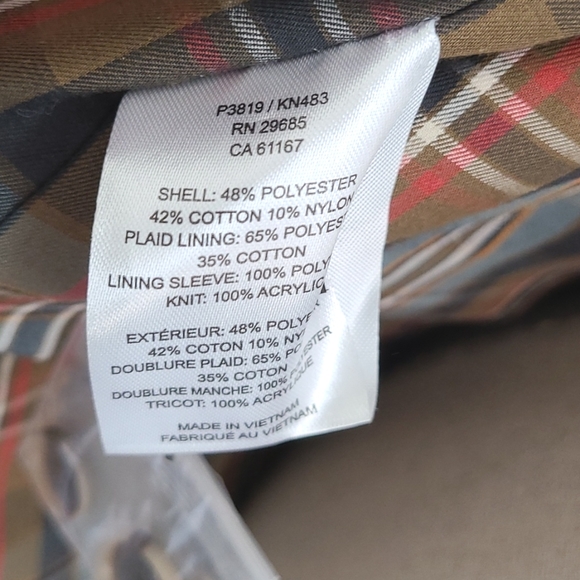 P3819 / KN483
RN 29685
CA 61167
SHELL: 48% POLYESTER
42% COTTON 10% NYLON
PLAID LINING: 65% POLYES
35% COTTON
LINING SLEEVE: 100% POLY
KNIT: 100% ACRYLIC
EXTÉRIEUR: 48% POLYE
42% COTON 10% NY
DOUBLURE PLAID: 65% PO
35% COTON
DOUBLURE MANCHE: 100%
TRICOT: 100% ACRYLIQUE
MADE IN VIETNAM
FABRIQUÉ AU VIETNAM